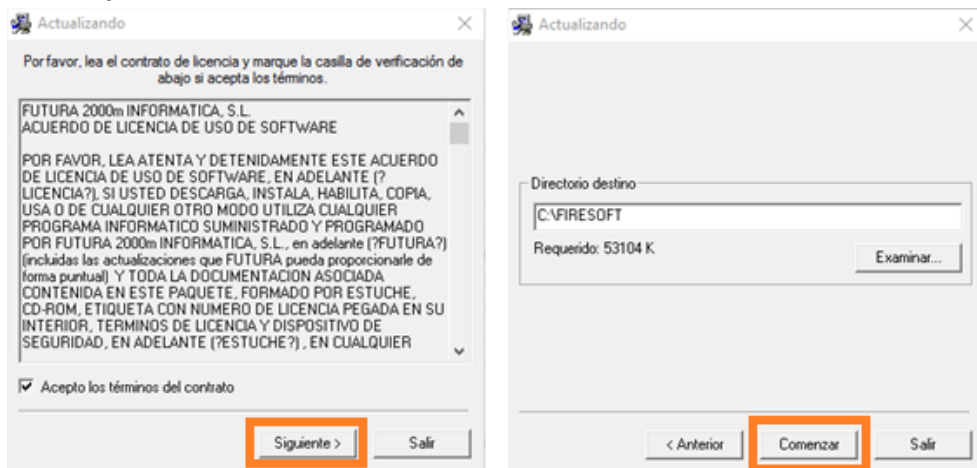 Actualizando
Por favor, lea el contrato de licencia y marque la casilla de verificación de
abajo si acepta los términos.
FUTURA 2000m INFORMATICA, S.L.
ACUERDO DE LICENCIA DE USO DE SOFTWARE
POR FAVOR, LEA ATENTA Y DETENIDAMENTE ESTE ACUERDO
DE LICENCIA DE USO DE SOFTWARE, EN ADELANTE (?
LICENCIA?), SI USTED DESCARGA, INSTALA, HABILITA, COPIA,
USA O DE CUALQUIER OTRO MODO UTILIZA CUALQUIER
PROGRAMA INFORMATICO SUMINISTRADO Y PROGRAMADO
POR FUTURA 2000m INFORMATICA, S.L., en adelante (?FUTURA?)
(incluidas las actualizaciones que FUTURA pueda proporcionarle de
forma puntual) Y TODA LA DOCUMENTACION ASOCIADA
CONTENIDA EN ESTE PAQUETE, FORMADO POR ESTUCHE,
CD-ROM, ETIQUETA CON NUMERO DE LICENCIA PEGADA EN SU
INTERIOR, TERMINOS DE LICENCIA Y DISPOSITIVO DE
SEGURIDAD, EN ADELANTE (?ESTUCHE?) , EN CUALQUIER
Acepto los términos del contrato
Siguiente >
Salir
Actualizando
Directorio destino
C:\FIRESOFT
Requerido: 53104 K
Examinar...
< Anterior
Comenzar
Salir